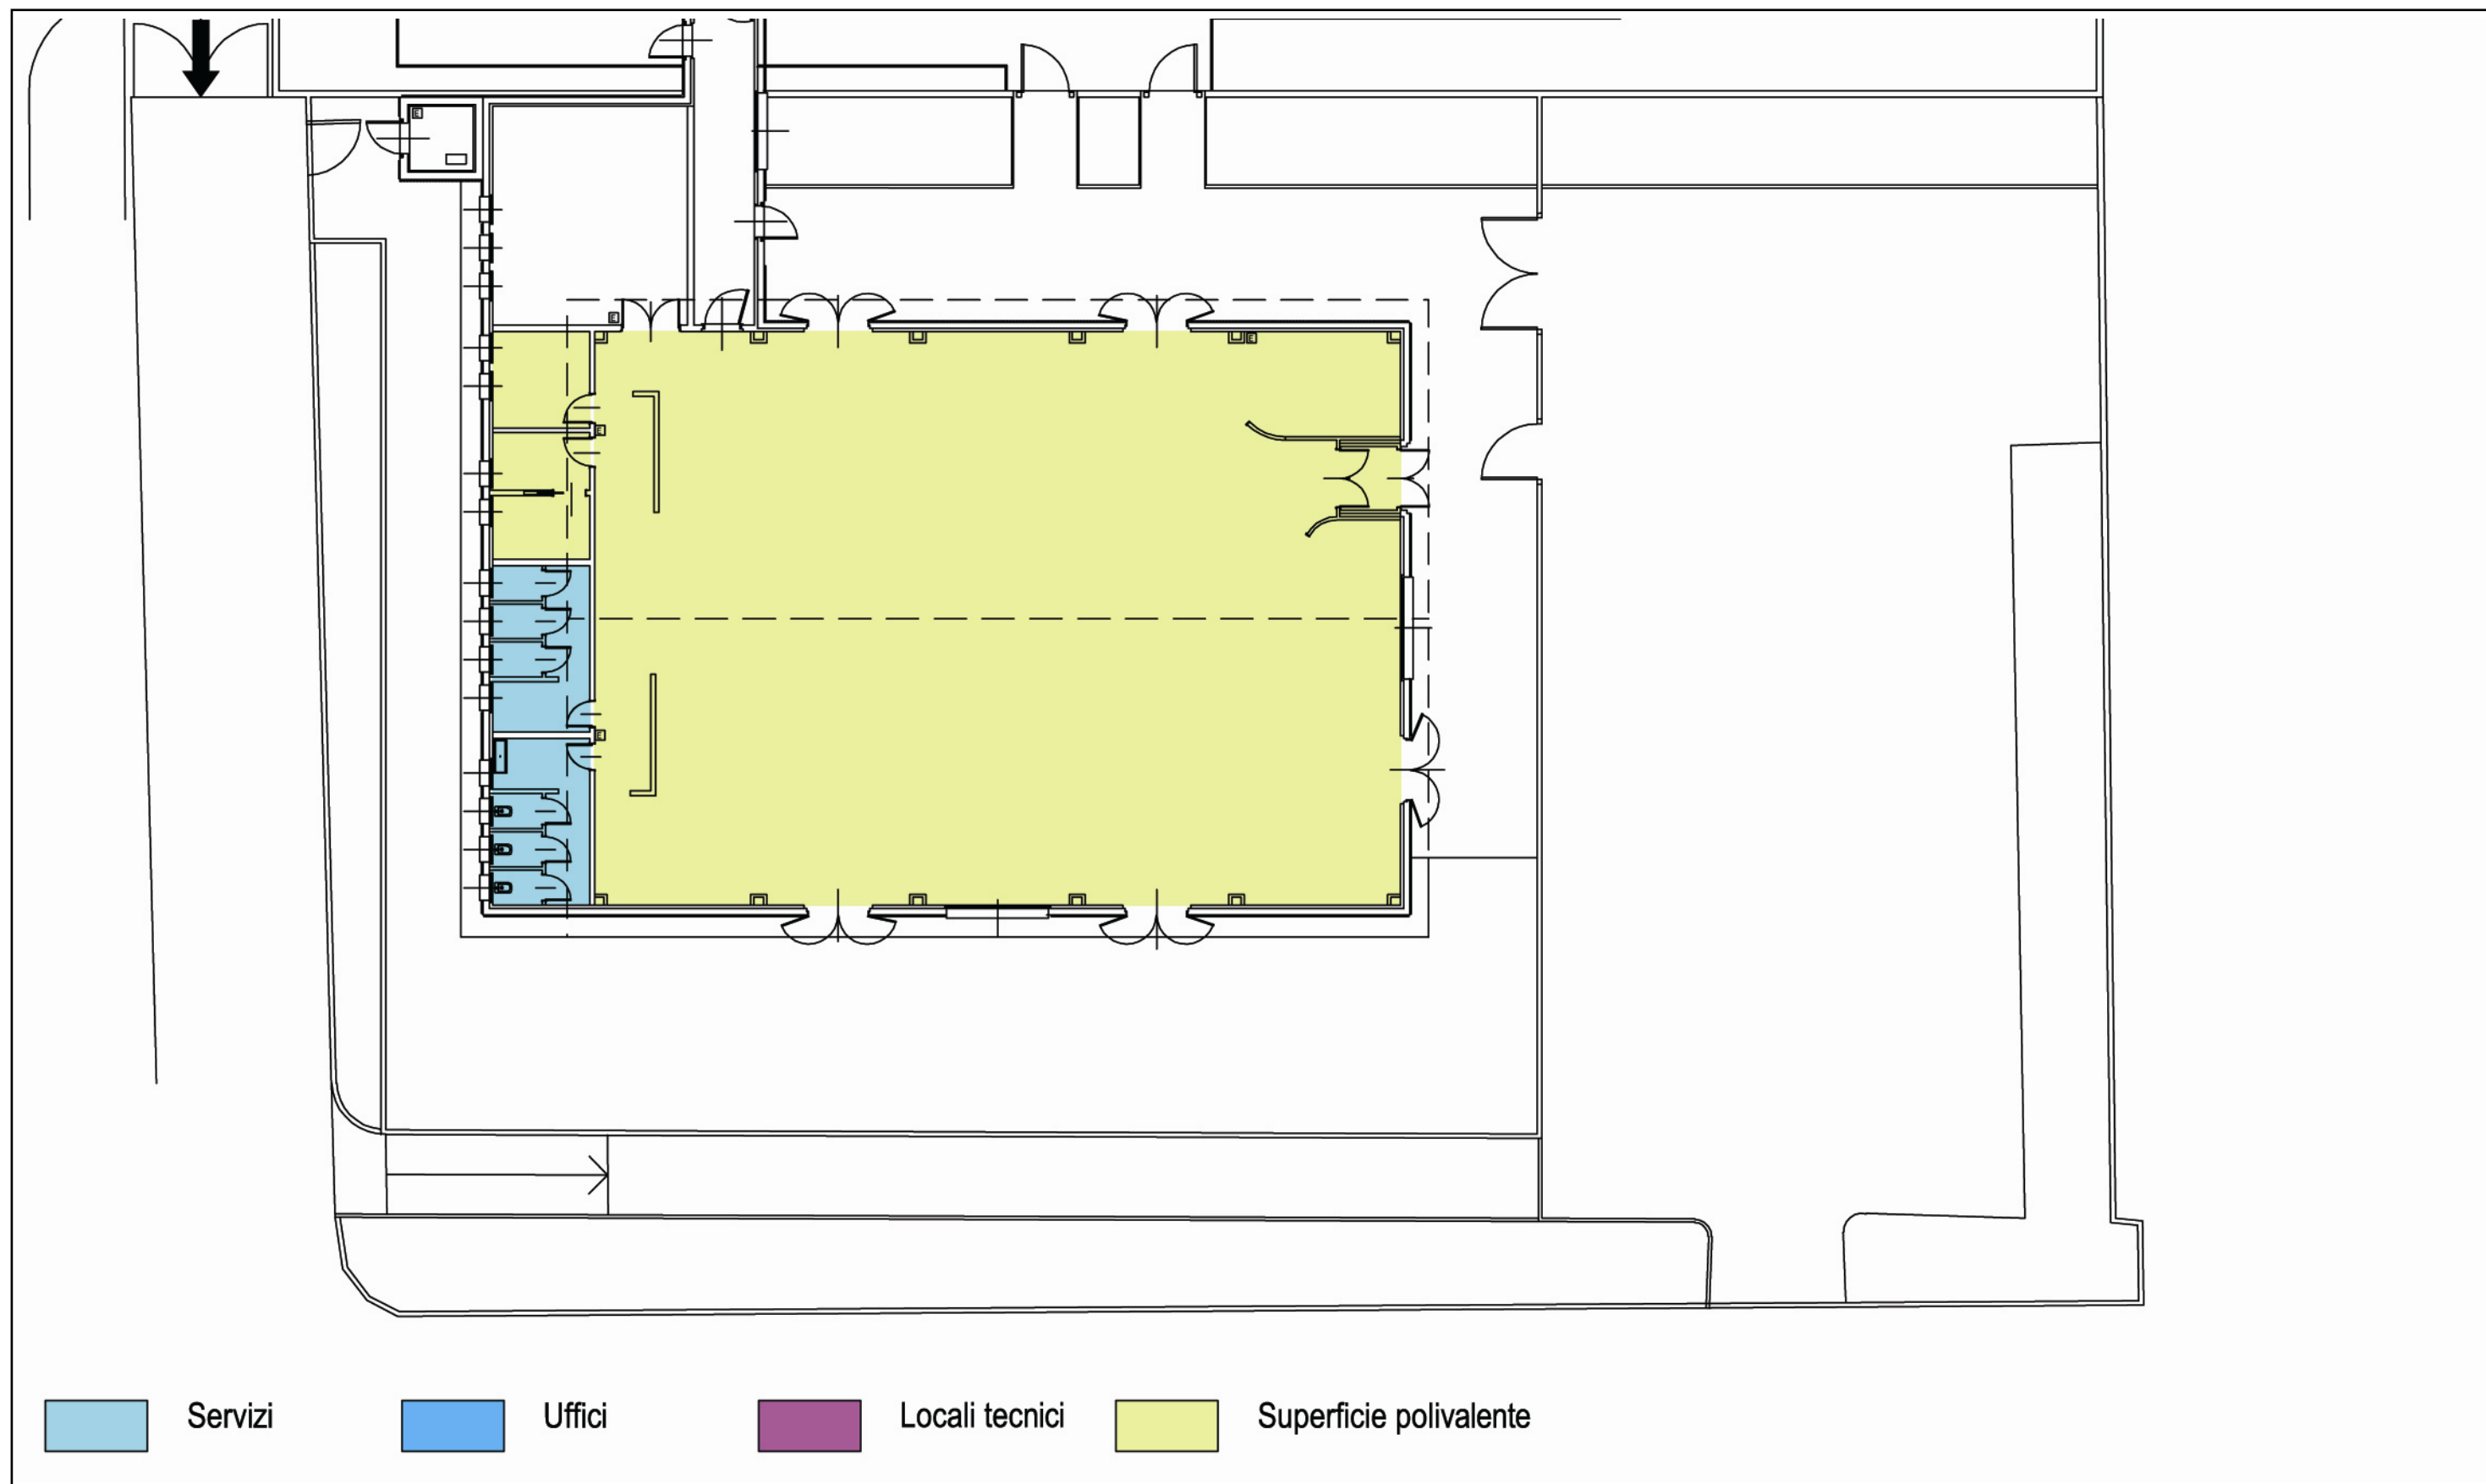 Servizi
Uffici
Locali tecnici
Superficie polivalente